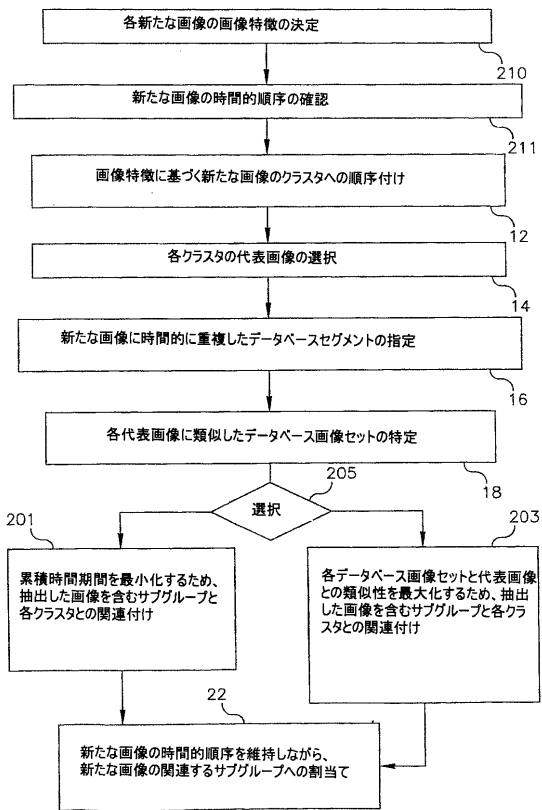 各新たな画像の画像特徴の決定
210
新たな画像の時間的順序の確認
211
画像特徴に基づく新たな画像のクラスタへの順序付け
12
各クラスタの代表画像の選択
14
新たな画像に時間的に重複したデータベースセグメントの指定
16
各代表画像に類似したデータベース画像セットの特定
18
205
選択
201
累積時間期間を最小化するため、
抽出した画像を含むサブグループと
各クラスタとの関連付け
203
各データベース画像セットと代表画像
との類似性を最大化するため、抽出
した画像を含むサブグループと各クラ
スタとの関連付け
22
新たな画像の時間的順序を維持しながら、
新たな画像の関連するサブグループへの割当て